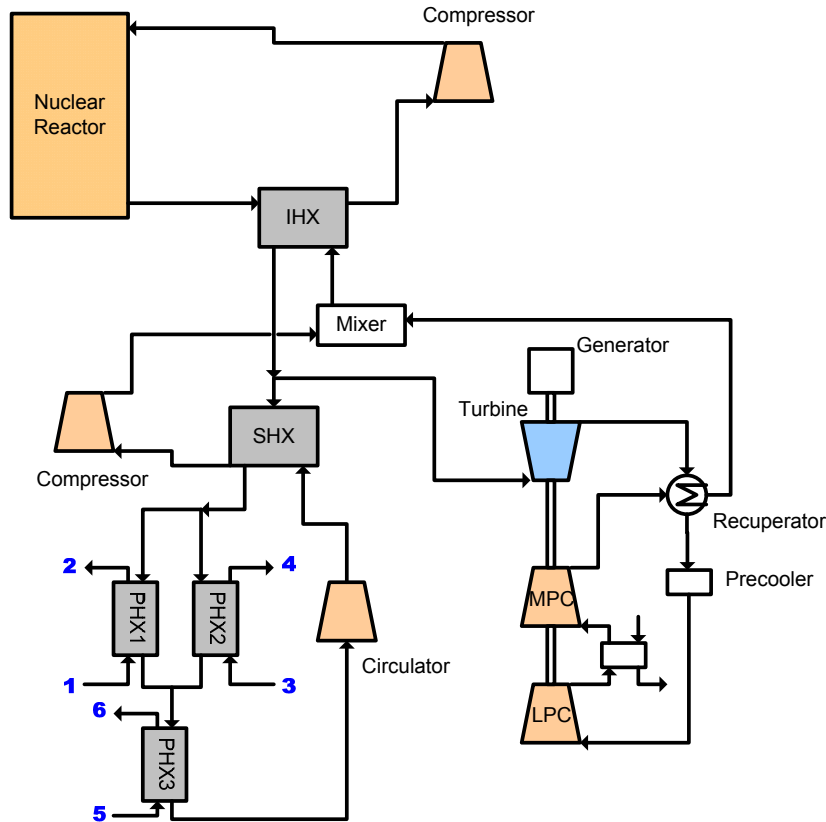 Compressor
Nuclear
Reactor
IHX
Mixer
Generator
Turbine
SHX
Compressor
Recuperator
2
4
PHX1
PHX2
MPC
Precooler
Circulator
1
3
6
PHX3
LPC
5